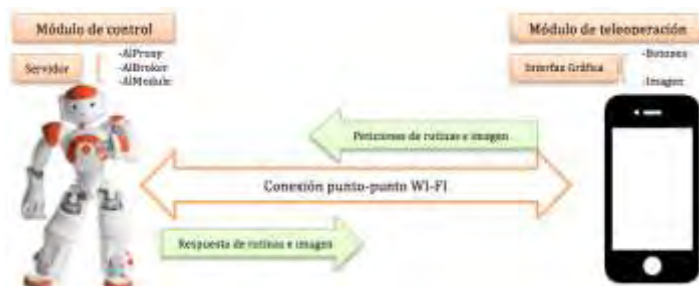 Módulo de control
Servidor
-AlProxy
-AlBroker
-AlModule
Módulo de teleoperación
Interfaz Gráfica
-Botones
-Imagen
Peticiones de rutinas e imagen
Conexión punto-punto WI-FI
Respuesta de rutinas e imagen